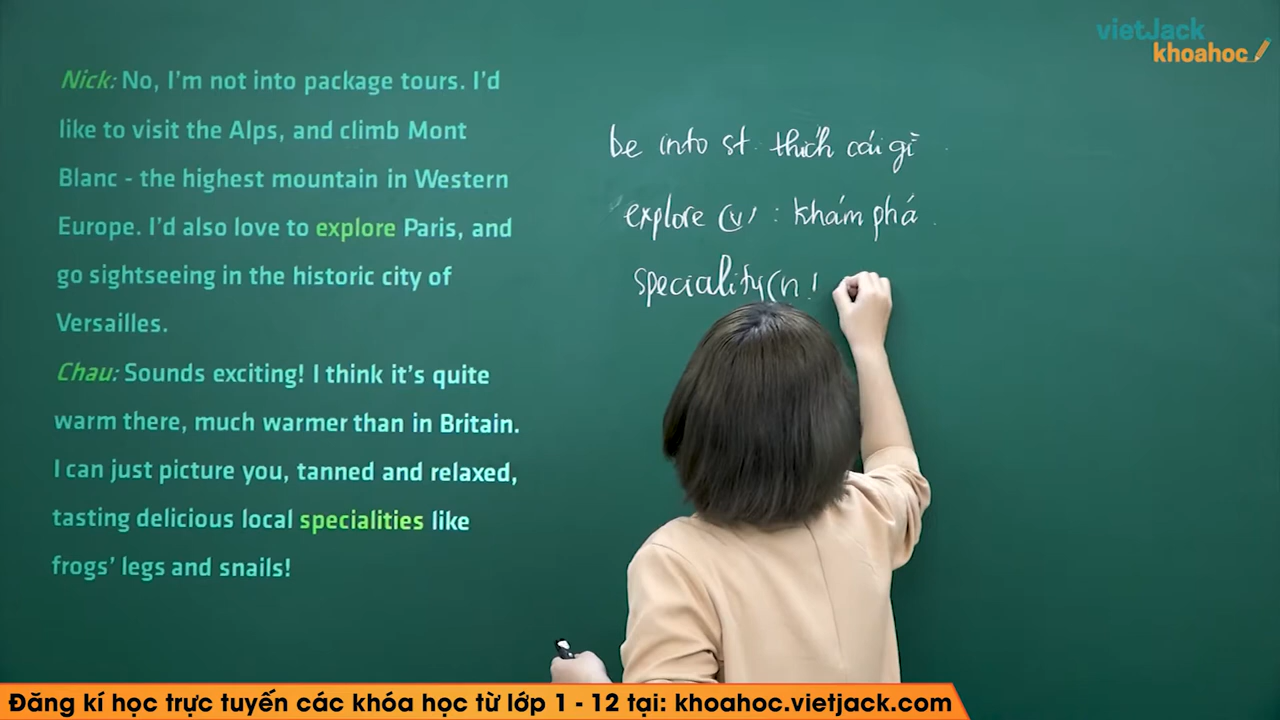 vietJack
khoahoc
Nick: No, I'm not into package tours. I'd
like to visit the Alps, and climb Mont
Blanc - the highest mountain in Western
Europe. I'd also love to explore Paris, and
go sightseeing in the historic city of
Versailles.
Chau: Sounds exciting! I think it's quite
warm there, much warmer than in Britain.
I can just picture you, tanned and relaxed,
tasting delicious local specialities like
frogs' legs and snails!
be into st thích cái gì
explore (v) : khám phá
speciality (n)
Đăng kí học trực tuyến các khóa học từ lớp 1 - 12 tại: khoahoc.vietjack.com